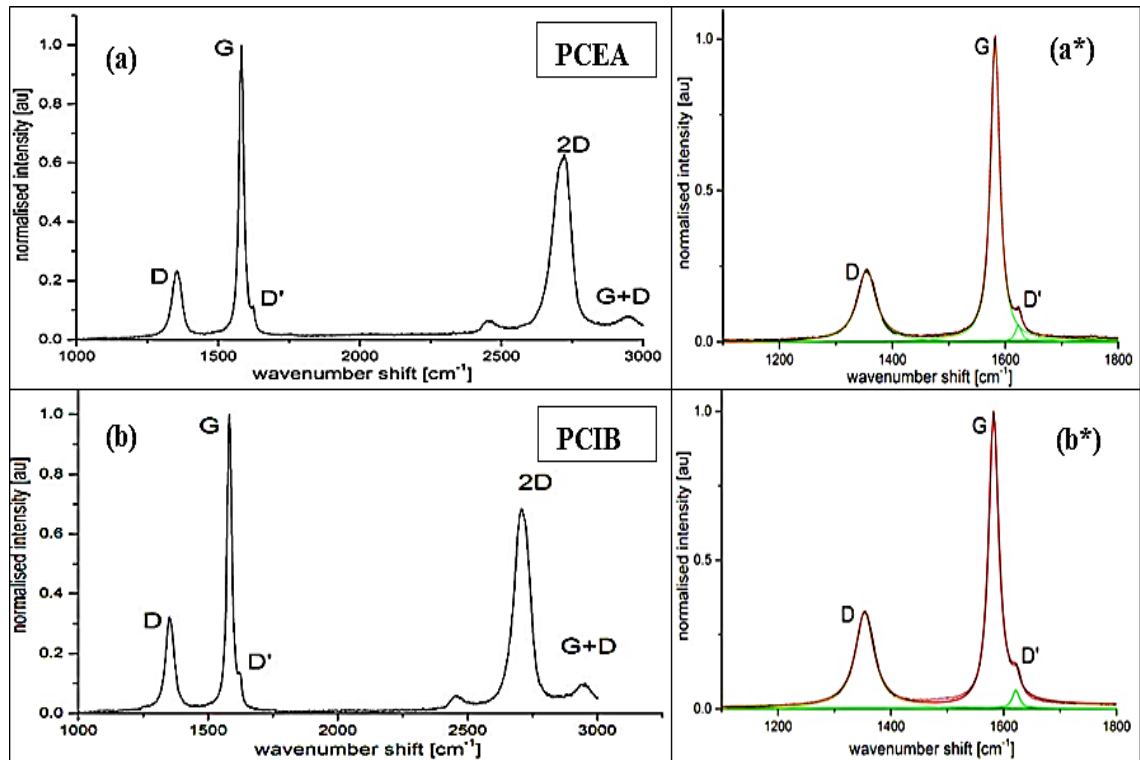 (a)
G
PCEA
2D
D
D'
G+D
normalised intensity [au]
1.0
0.8
0.6
0.4
0.2
0.0
1000 1500 2000 2500 3000
wavenumber shift [cm-1]
(a*)
G
D
D'
normalised intensity [au]
1.0
0.5
0.0
1200 1400 1600 1800
wavenumber shift [cm-1]
(b)
G
PCIB
2D
D
D'
G+D
normalised intensity [au]
1.0
0.8
0.6
0.4
0.2
0.0
1000 1500 2000 2500 3000
wavenumber shift [cm-1]
(b*)
G
D
D'
normalised intensity [au]
1.0
0.5
0.0
1200 1400 1600 1800
wavenumber shift [cm-1]